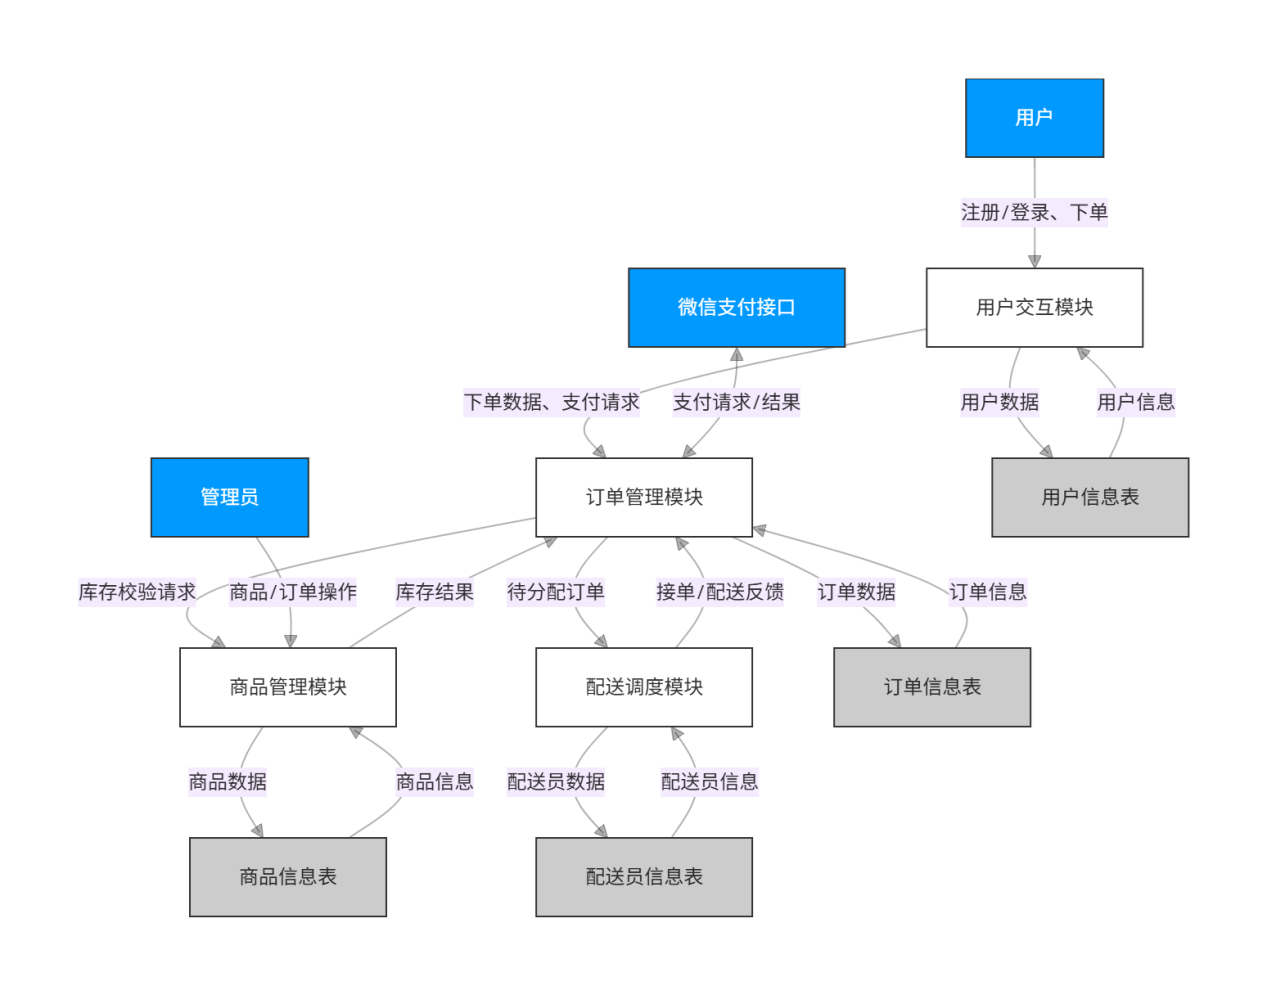 用户
注册/登录、下单
微信支付接口
用户交互模块
下单数据、支付请求
支付请求/结果
用户数据
用户信息
管理员
订单管理模块
用户信息表
库存校验请求
商品/订单操作
库存结果
待分配订单
接单/配送反馈
订单数据
订单信息
商品管理模块
配送调度模块
订单信息表
商品数据
商品信息
配送员数据
配送员信息
商品信息表
配送员信息表